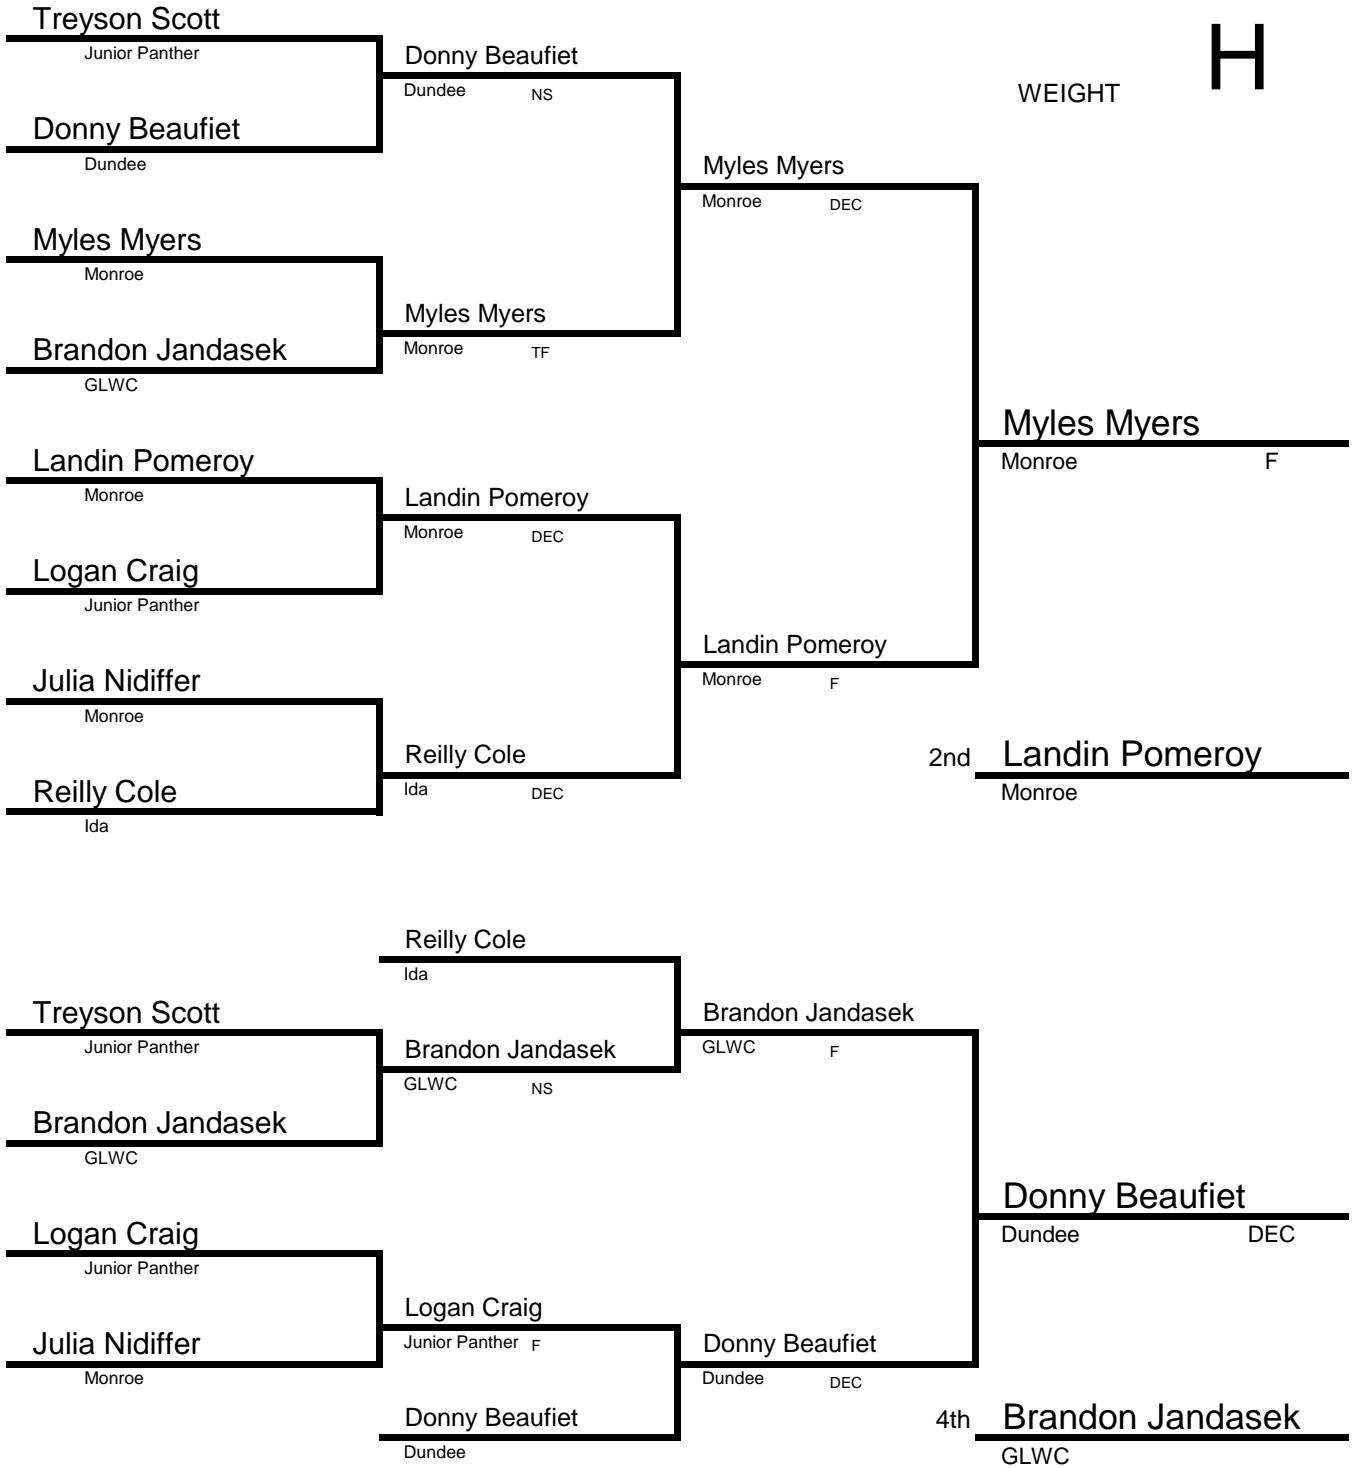 Treyson Scott
Junior Panther
Donny Beaufiet
Dundee NS
H
WEIGHT
Donny Beaufiet
Dundee
Myles Myers
Monroe DEC
Myles Myers
Monroe
Myles Myers
Monroe TF
Brandon Jandasek
GLWC
Myles Myers
Monroe F
Landin Pomeroy
Monroe
Landin Pomeroy
Monroe DEC
Logan Craig
Junior Panther
Landin Pomeroy
Monroe F
Julia Nidiffer
Monroe
Reilly Cole
Ida DEC
2nd Landin Pomeroy
Monroe
Reilly Cole
Ida
Reilly Cole
Ida
Treyson Scott
Junior Panther
Brandon Jandasek
GLWC F
Brandon Jandasek
GLWC NS
Brandon Jandasek
GLWC
Donny Beaufiet
Dundee DEC
Logan Craig
Junior Panther
Logan Craig
Junior Panther F
Julia Nidiffer
Monroe
Donny Beaufiet
Dundee DEC
Donny Beaufiet
Dundee
4th Brandon Jandasek
GLWC